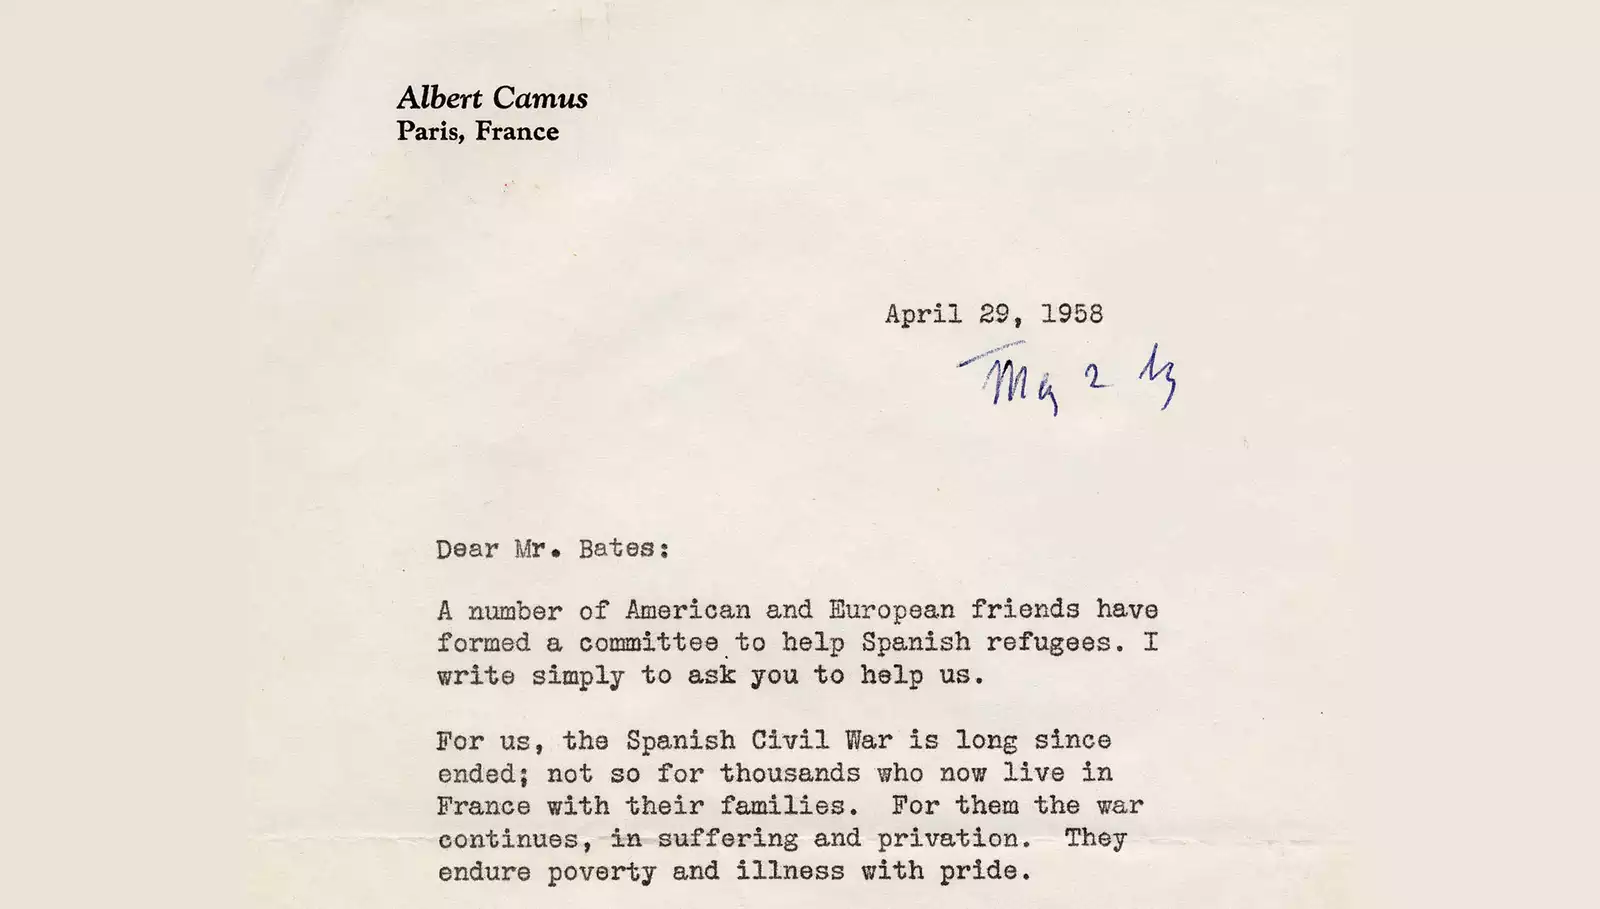 Albert Camus
Paris, France
April 29, 1958
May 2
Dear Mr. Bates:
A number of American and European friends have
formed a committee to help Spanish refugees. I
write simply to ask you to help us.
For us, the Spanish Civil War is long since
ended; not so for thousands who now live in
France with their families. For them the war
continues, in suffering and privation. They
endure poverty and illness with pride.